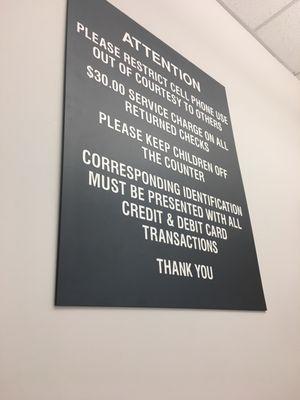 ATTENTION
PLEASE RESTRICT CELL PHONE USE
OUT OF COURTESY TO OTHERS
$30.00 SERVICE CHARGE ON ALL
RETURNED CHECKS
PLEASE KEEP CHILDREN OFF
THE COUNTER
CORRESPONDING IDENTIFICATION
MUST BE PRESENTED WITH ALL
CREDIT & DEBIT CARD
TRANSACTIONS
THANK YOU